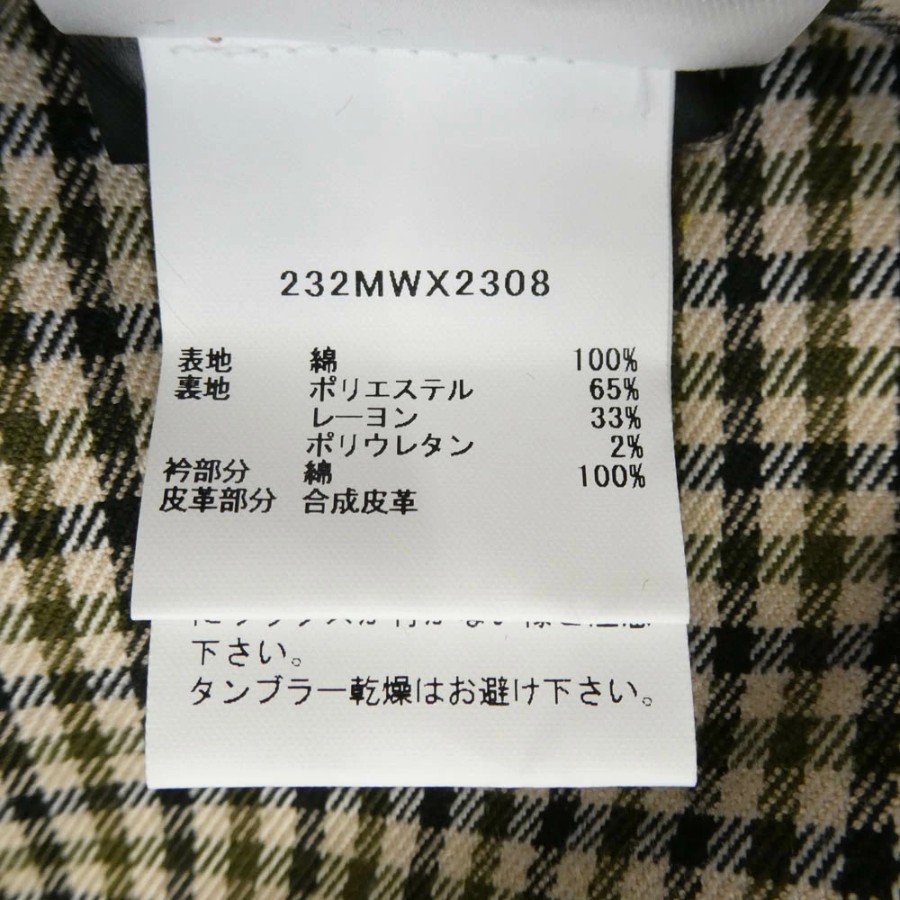 232MWX2308
表地 綿 100%
裏地 ポリエステル 65%
レーヨン 33%
ポリウレタン 2%
衿部分 綿 100%
皮革部分 合成皮革
下さい。
タンブラー乾燥はお避け下さい。